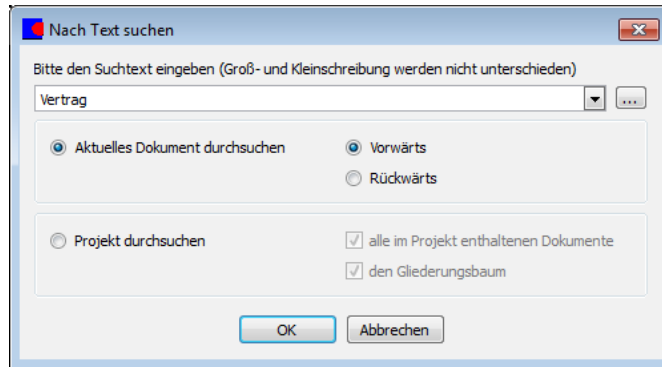 Nach Text suchen
Bitte den Suchtext eingeben (Groß- und Kleinschreibung werden nicht unterschieden)
Vertrag
...
Aktuelles Dokument durchsuchen
Vorwärts
Rückwärts
Projekt durchsuchen
alle im Projekt enthaltenen Dokumente
den Gliederungsbaum
OK
Abbrechen